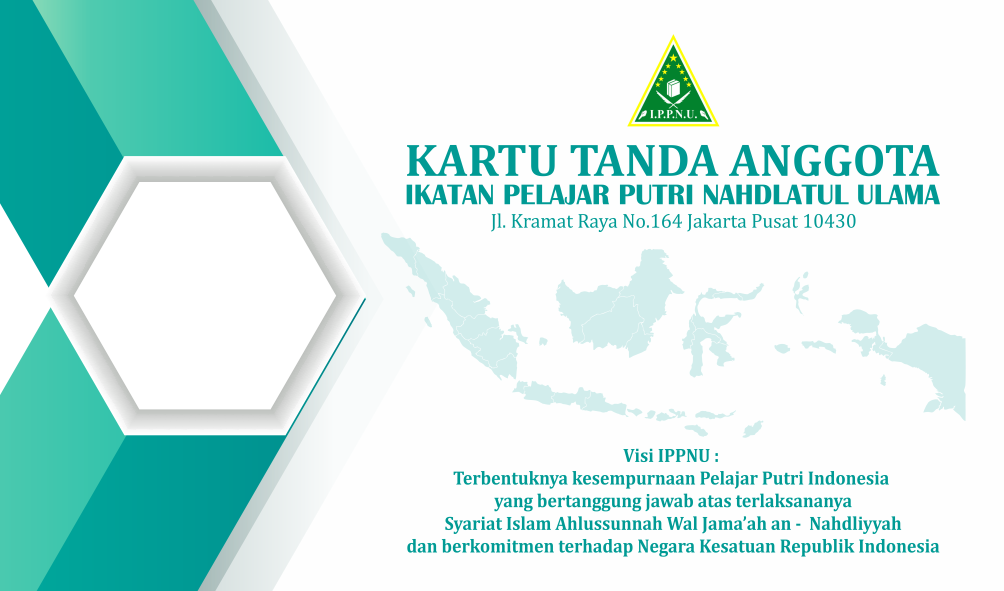 I.P.P.N.U.
KARTU TANDA ANGGOTA
IKATAN PELAJAR PUTRI NAHDLATUL ULAMA
Jl. Kramat Raya No.164 Jakarta Pusat 10430
Visi IPPNU :
Terbentuknya kesempurnaan Pelajar Putri Indonesia
yang bertanggung jawab atas terlaksananya
Syariat Islam Ahlussunnah Wal Jama’ah an -  Nahdliyyah
dan berkomitmen terhadap Negara Kesatuan Republik Indonesia